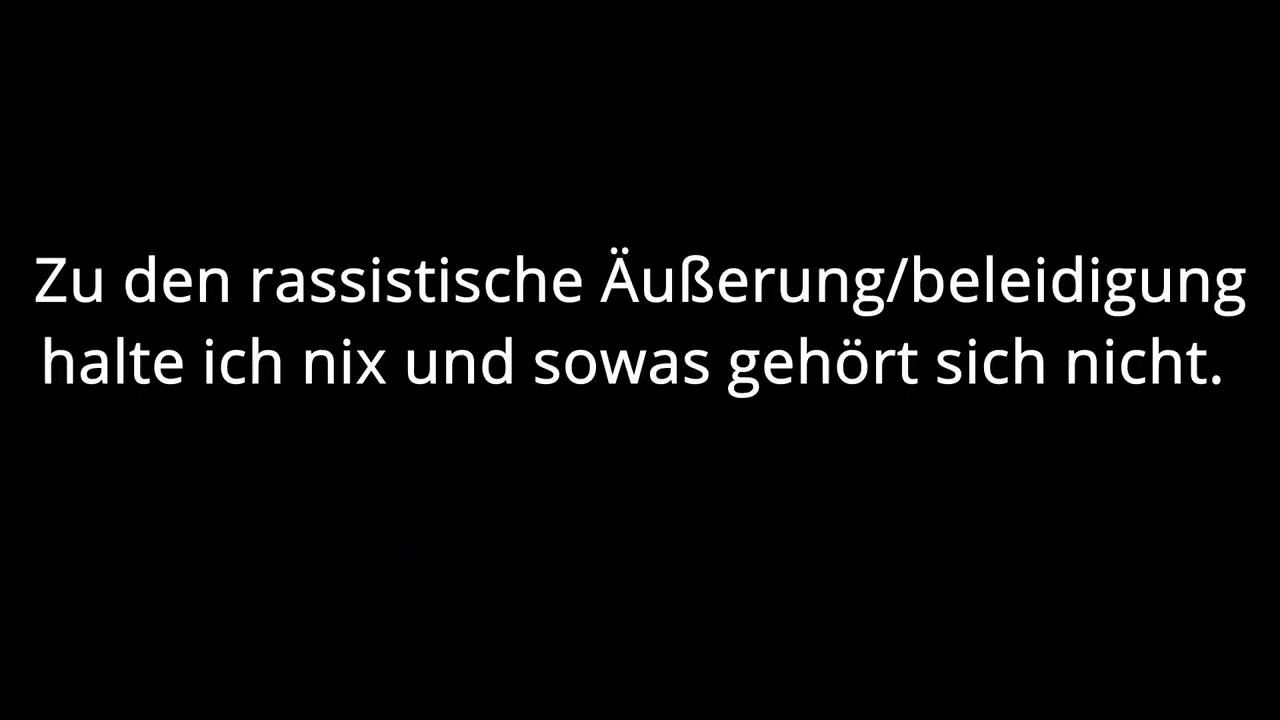 Zu den rassistische Äußerung/beleidigung
halte ich nix und sowas gehört sich nicht.